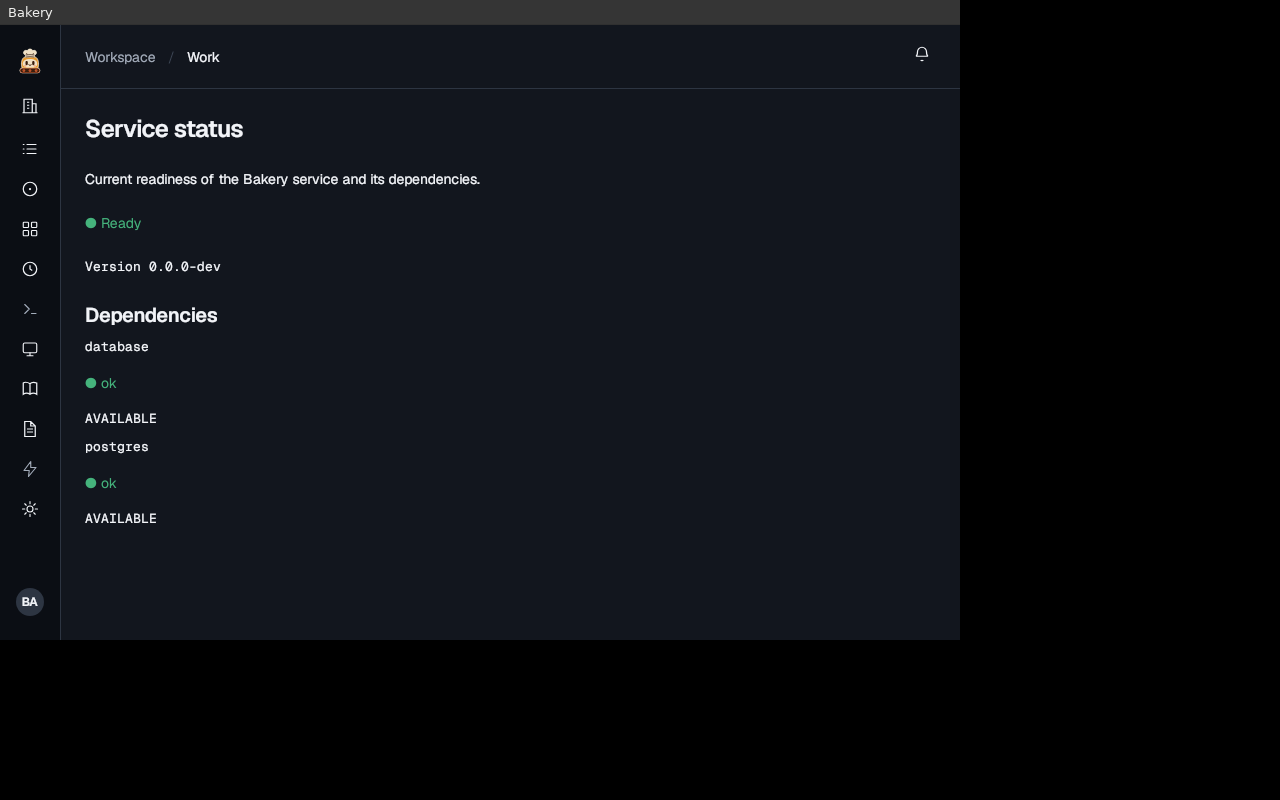 Bakery
Workspace / Work
Service status
Current readiness of the Bakery service and its dependencies.
Ready
Version 0.0.0-dev
Dependencies
database
ok
AVAILABLE
postgres
ok
AVAILABLE
BA